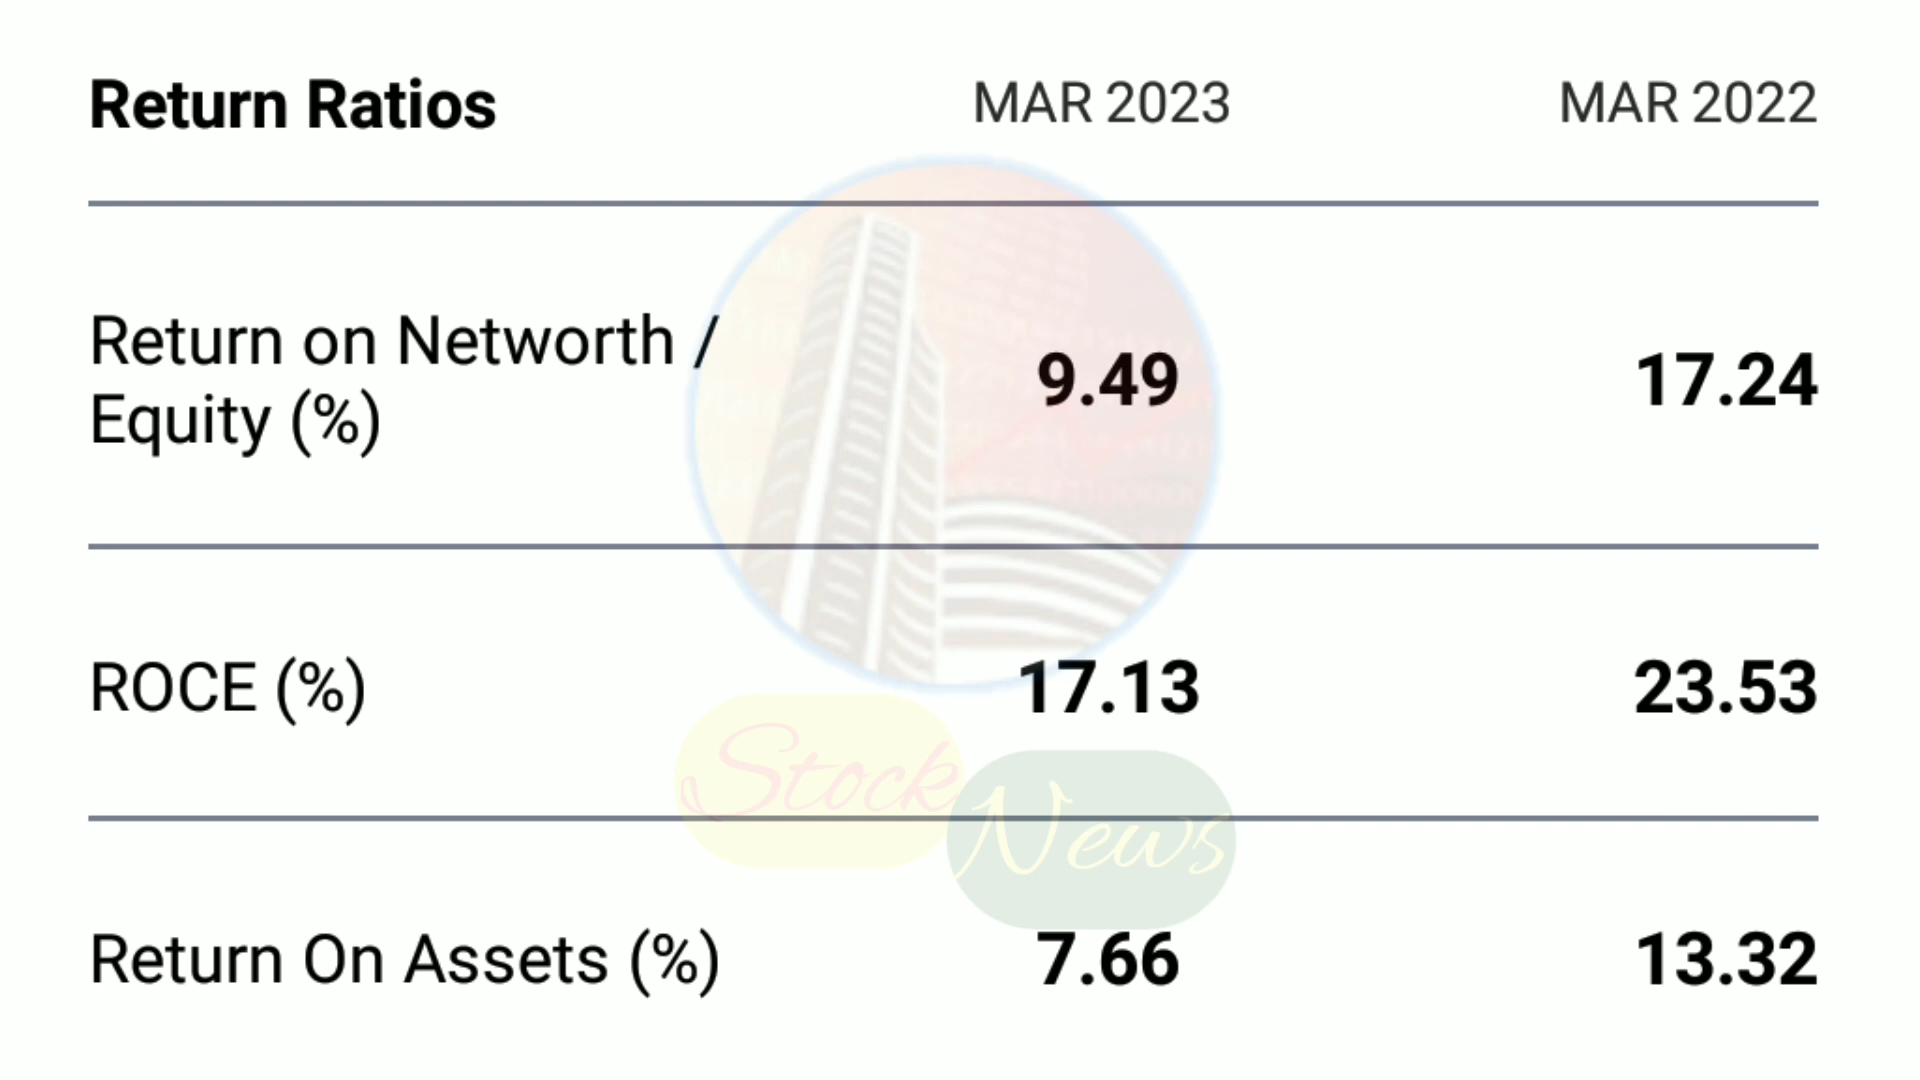 Return Ratios MAR 2023 MAR 2022
Return on Networth /
Equity (%) 9.49 17.24
ROCE (%) 17.13 23.53
Stock
News
Return On Assets (%) 7.66 13.32